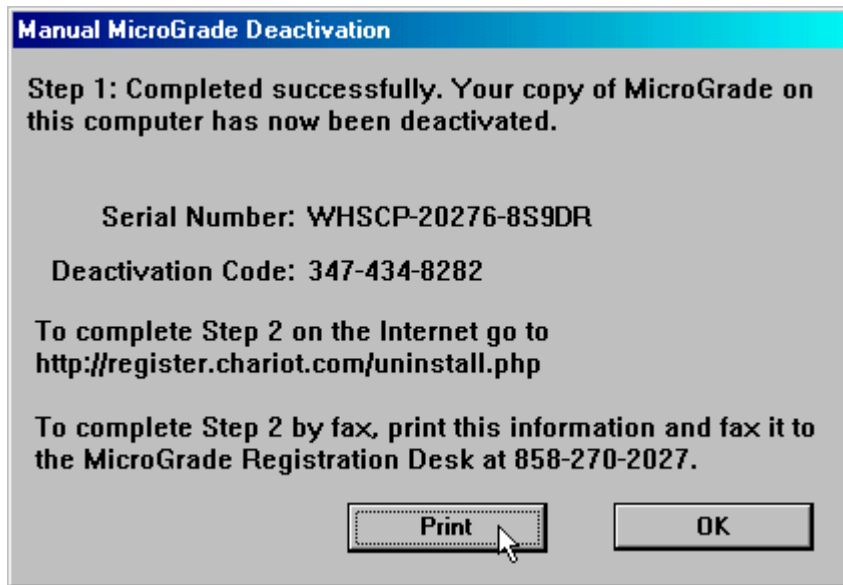 Manual MicroGrade Deactivation
Step 1: Completed successfully. Your copy of MicroGrade on
this computer has now been deactivated.
Serial Number: WHSCP-20276-8S9DR
Deactivation Code: 347-434-8282
To complete Step 2 on the Internet go to
http://register.chariot.com/uninstall.php
To complete Step 2 by fax, print this information and fax it to
the MicroGrade Registration Desk at 858-270-2027.
Print OK